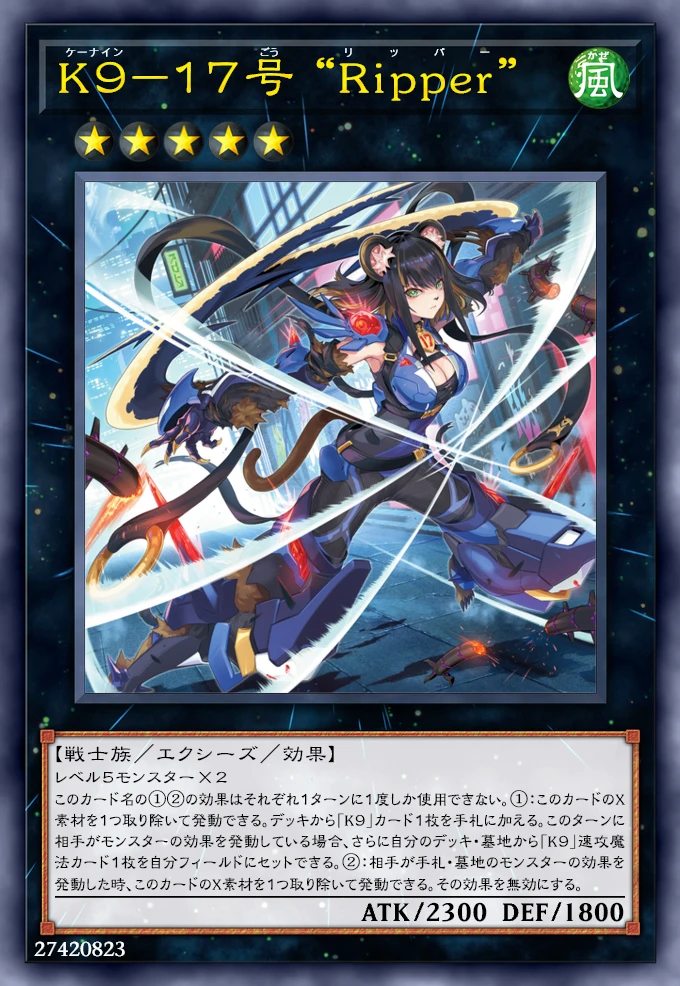 ケーナイン ごう リッパー
K9－17号 “Ripper”
かぜ
風
【戦士族／エクシーズ／効果】
レベル5モンスター×2
このカード名の①②の効果はそれぞれ1ターンに1度しか使用できない。①：このカードのX
素材を1つ取り除いて発動できる。デッキから「K9」カード1枚を手札に加える。このターンに
相手がモンスターの効果を発動している場合、さらに自分のデッキ・墓地から「K9」速攻魔
法カード1枚を自分フィールドにセットできる。②：相手が手札・墓地のモンスターの効果を
発動した時、このカードのX素材を1つ取り除いて発動できる。その効果を無効にする。
ATK/2300 DEF/1800
27420823